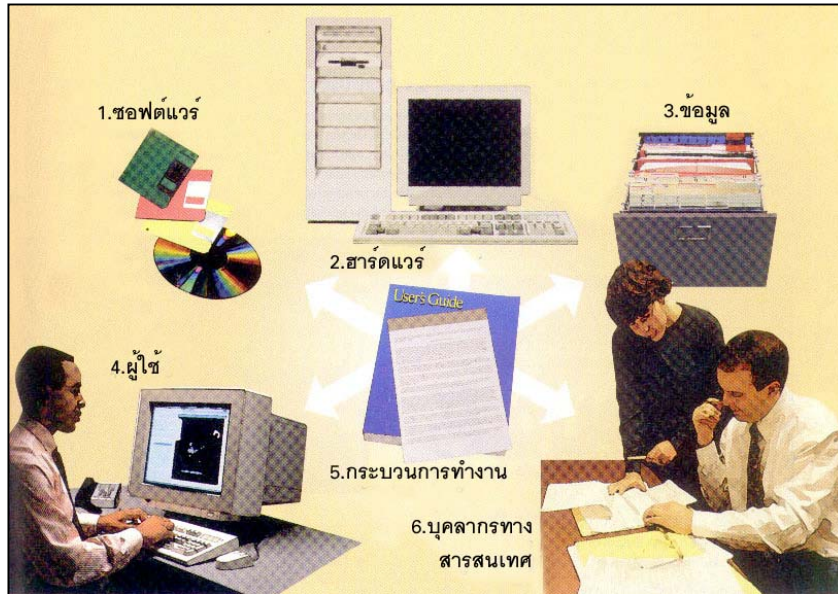 1.ซอฟต์แวร์
3.ข้อมูล
2.ฮาร์ดแวร์
User's Guide
4.ผู้ใช้
5.กระบวนการทำงาน
6.บุคลากรทาง
สารสนเทศ